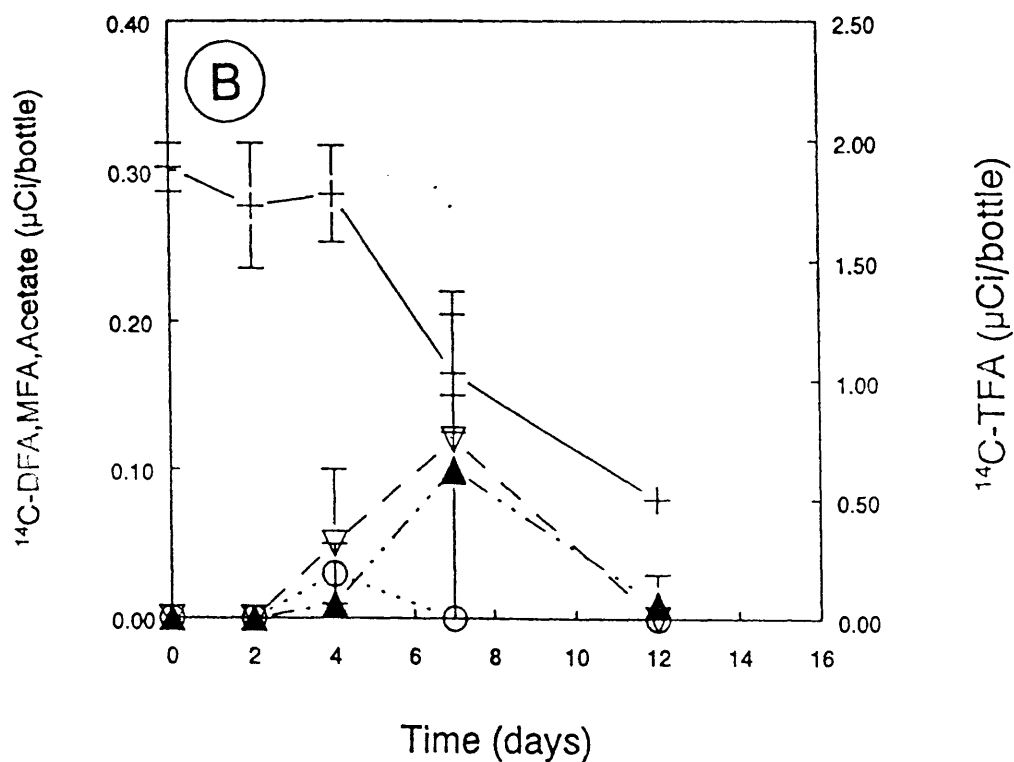 B
¹⁴C-DFA,MFA,Acetate (µCi/bottle)
0.40
0.30
0.20
0.10
0.00
2.50
2.00
1.50
1.00
0.50
0.00
¹⁴C-TFA (µCi/bottle)
0 2 4 6 8 10 12 14 16
Time (days)